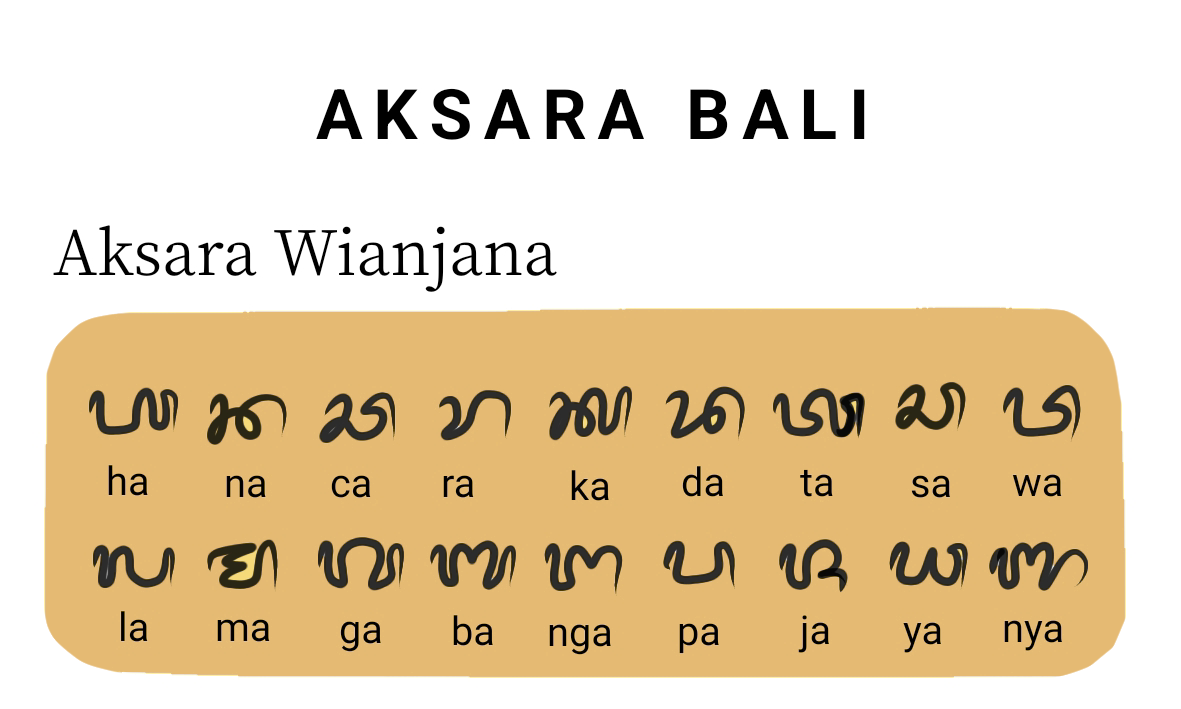 AKSARA BALI
Aksara Wianjana
ᬳ ᬦ ᬘ ᬭ ᬓ ᬤ ᬢ ᬲ ᬯ
ha na ca ra ka da ta sa wa
ᬮ ᬫ ᬕ ᬩ ᬗ ᬧ ᬚ ᬬ ᬜ
la ma ga ba nga pa ja ya nya